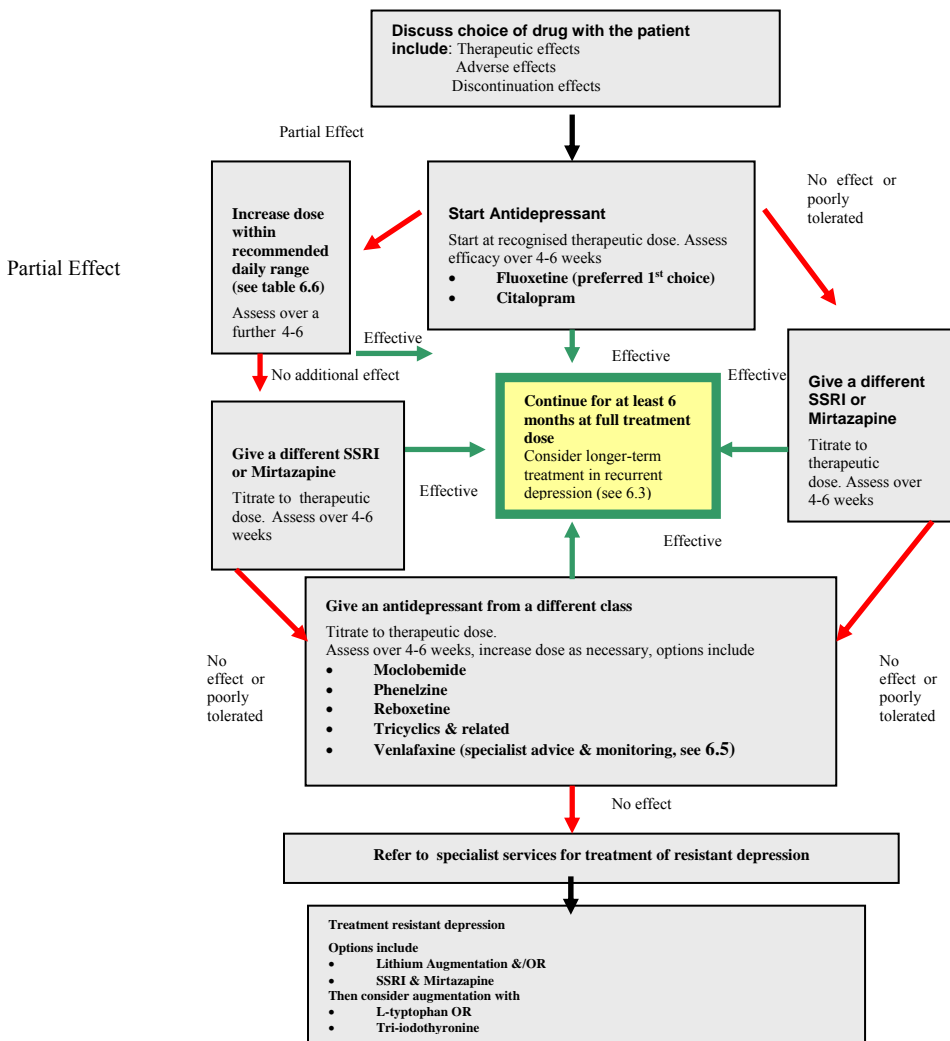 Discuss choice of drug with the patient
include: Therapeutic effects
Adverse effects
Discontinuation effects
Partial Effect
No effect or
poorly
tolerated
Increase dose
within
recommended
daily range
(see table 6.6)
Assess over a
further 4-6
Start Antidepressant
Start at recognised therapeutic dose. Assess
efficacy over 4-6 weeks
• Fluoxetine (preferred 1st choice)
• Citalopram
Partial Effect
Effective
Effective
Effective
No additional effect
Give a different SSRI
or Mirtazapine
Titrate to therapeutic
dose. Assess over 4-6
weeks
Effective
Continue for at least 6
months at full treatment
dose
Consider longer-term
treatment in recurrent
depression (see 6.3)
Give a different
SSRI or
Mirtazapine
Titrate to
therapeutic
dose. Assess over
4-6 weeks
Effective
No
effect or
poorly
tolerated
Give an antidepressant from a different class
Titrate to therapeutic dose.
Assess over 4-6 weeks, increase dose as necessary, options include
• Moclobemide
• Phenelzine
• Reboxetine
• Tricyclics & related
• Venlafaxine (specialist advice & monitoring, see 6.5)
No
effect or
poorly
tolerated
No effect
Refer to specialist services for treatment of resistant depression
Treatment resistant depression
Options include
• Lithium Augmentation &/OR
• SSRI & Mirtazapine
Then consider augmentation with
• L-typtophan OR
• Tri-iodothyronine